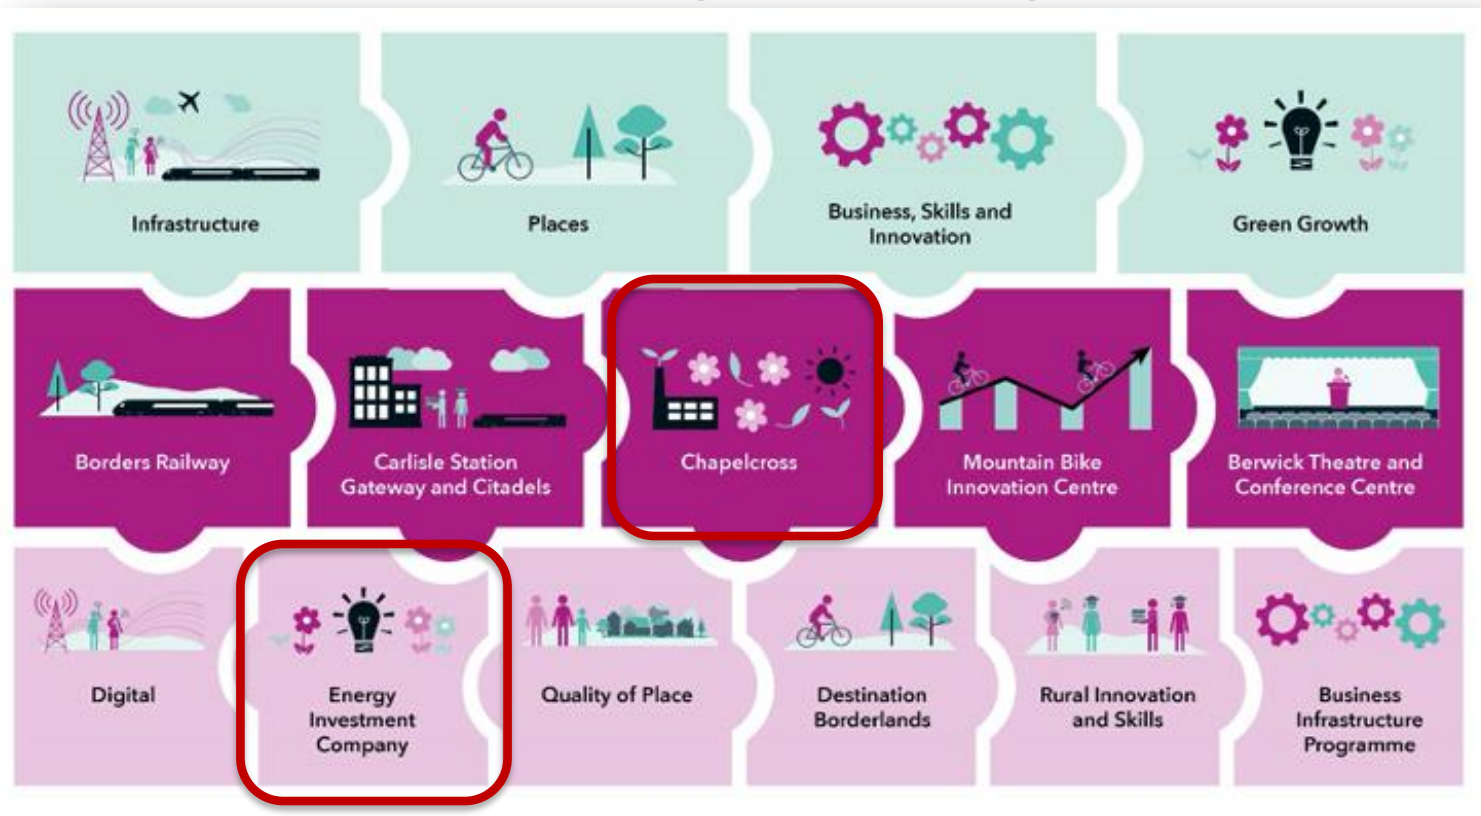 Infrastructure
Places
Business, Skills and
Innovation
Green Growth
Borders Railway
Carlisle Station
Gateway and Citadels
Chapelcross
Mountain Bike
Innovation Centre
Berwick Theatre and
Conference Centre
Digital
Energy
Investment
Company
Quality of Place
Destination
Borderlands
Rural Innovation
and Skills
Business
Infrastructure
Programme